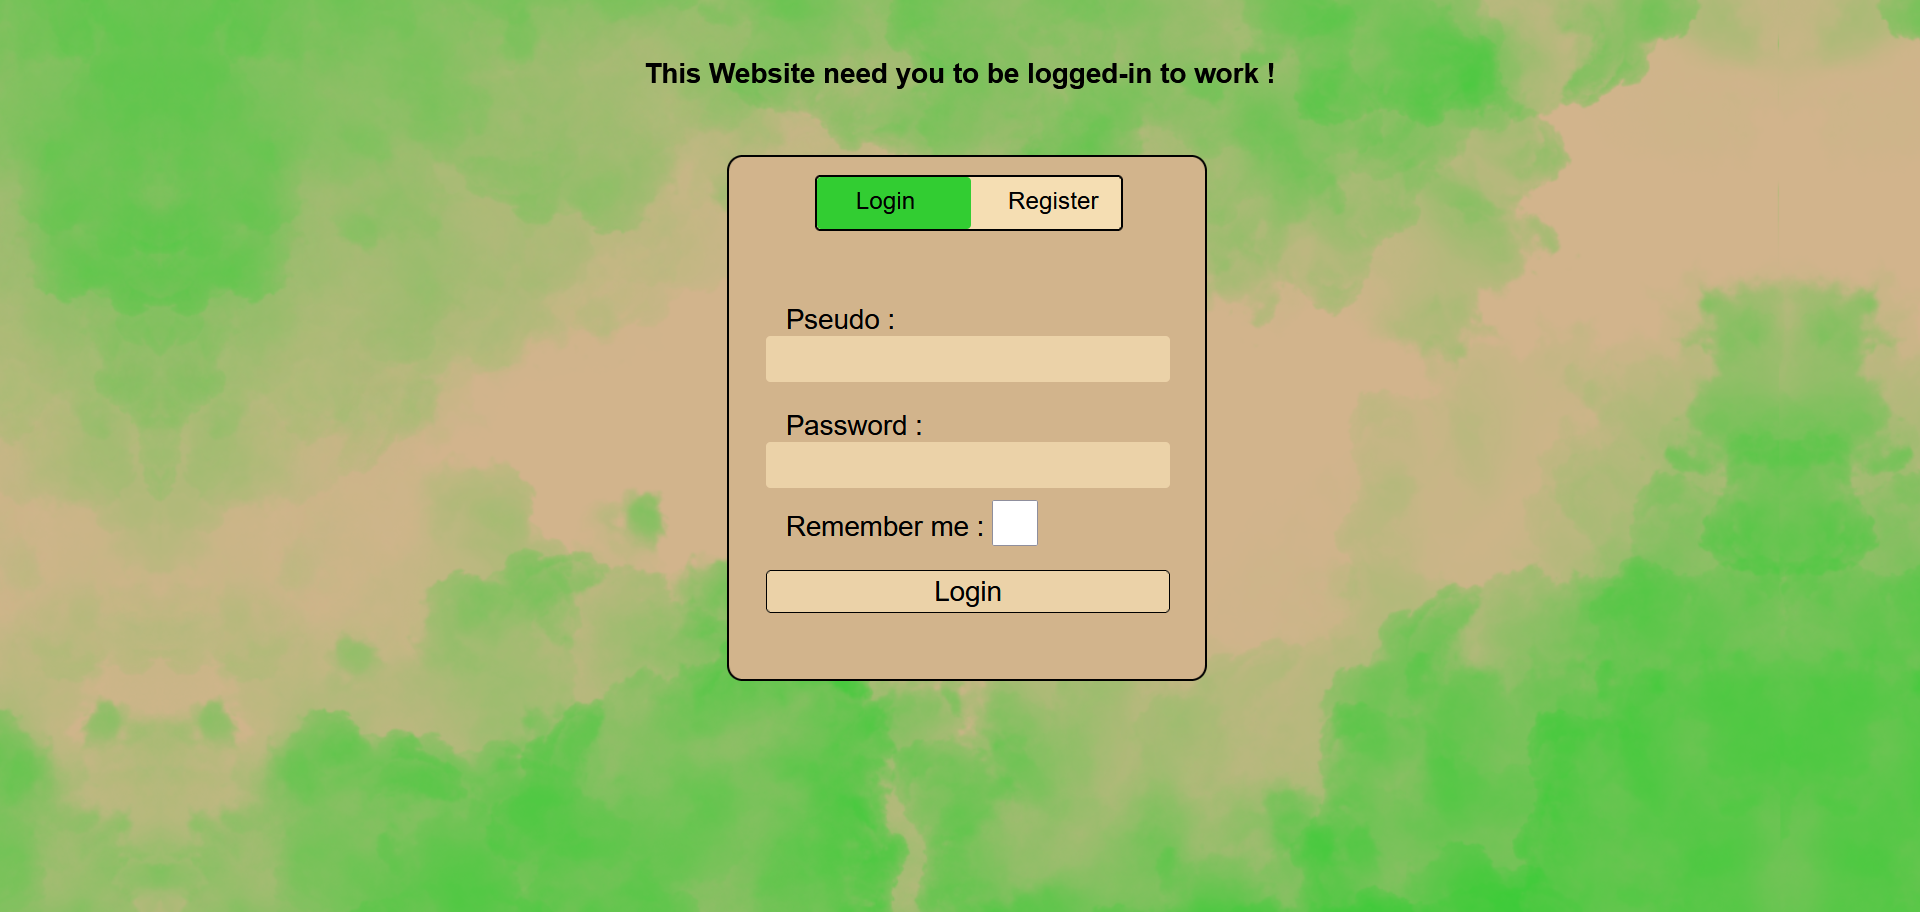 This Website need you to be logged-in to work !
Login Register
Pseudo :
Password :
Remember me :
Login